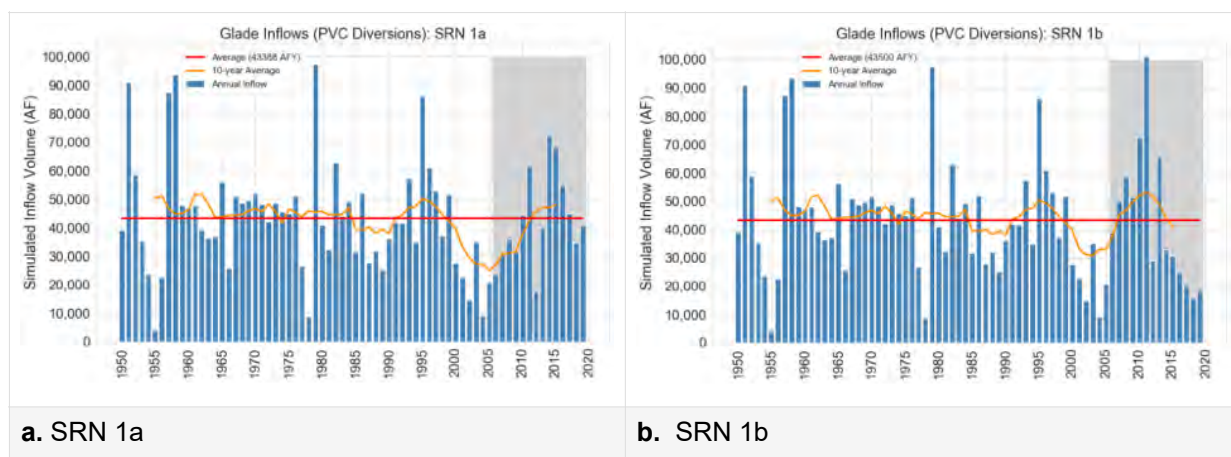 Glade Inflows (PVC Diversions): SRN 1a
Average (43368 AFY)
10-year Average
Annual Inflow
Simulated Inflow Volume (AF)
100,000
90,000
80,000
70,000
60,000
50,000
40,000
30,000
20,000
10,000
0
1950 1955 1960 1965 1970 1975 1980 1985 1990 1995 2000 2005 2010 2015 2020
a. SRN 1a
Glade Inflows (PVC Diversions): SRN 1b
Average (43500 AFY)
10-year Average
Annual Inflow
Simulated Inflow Volume (AF)
100,000
90,000
80,000
70,000
60,000
50,000
40,000
30,000
20,000
10,000
0
1950 1955 1960 1965 1970 1975 1980 1985 1990 1995 2000 2005 2010 2015 2020
b. SRN 1b